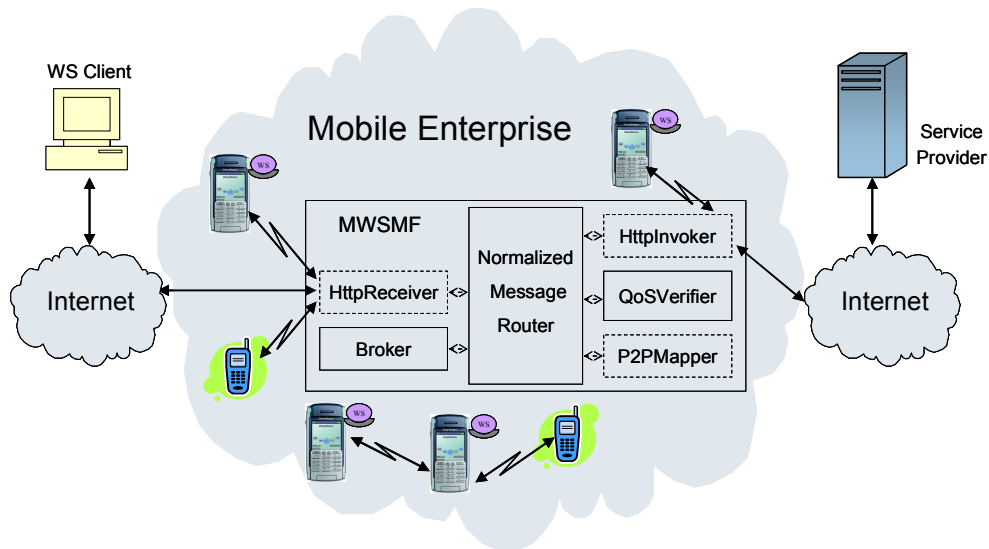 WS Client
Mobile Enterprise
Service
Provider
WS
WS
MWSMF
Normalized
Message
Router
HttpReceiver
Broker
HttpInvoker
QoSVerifier
P2PMapper
Internet
Internet
WS
WS